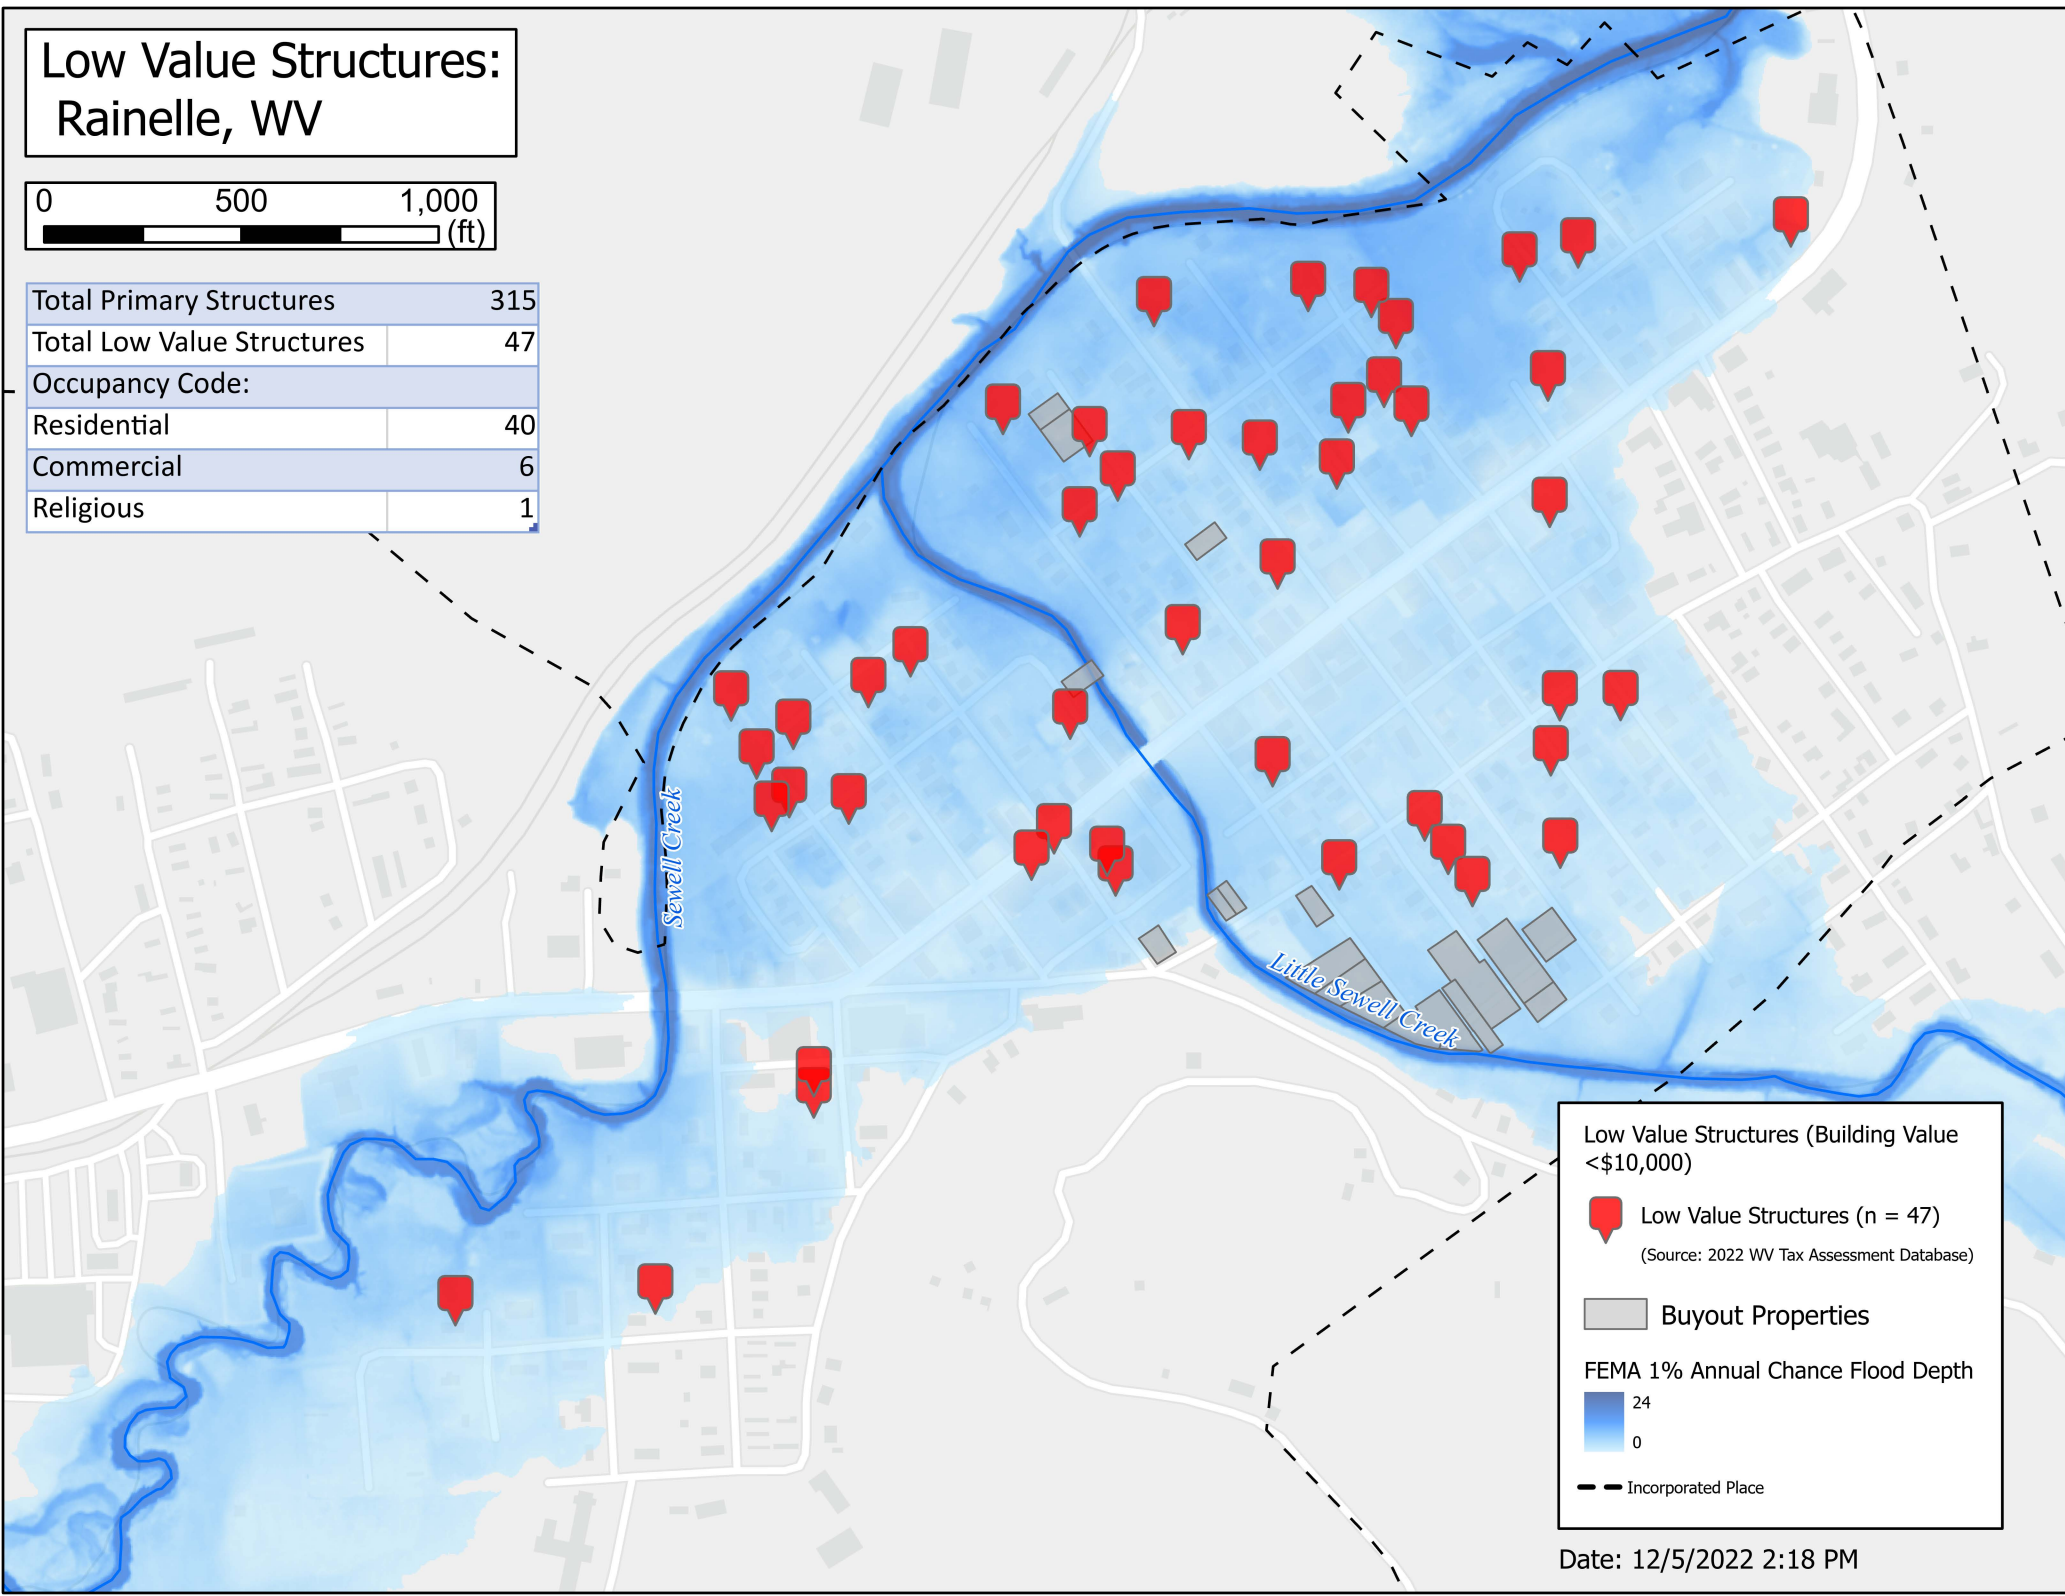 Low Value Structures:
Rainelle, WV
0 500 1,000
(ft)
Total Primary Structures 315
Total Low Value Structures 47
Occupancy Code:
Residential 40
Commercial 6
Religious 1
Sewell Creek
Little Sewell Creek
Low Value Structures (Building Value
<$10,000)
Low Value Structures (n = 47)
(Source: 2022 WV Tax Assessment Database)
Buyout Properties
FEMA 1% Annual Chance Flood Depth
24
0
Incorporated Place
Date: 12/5/2022 2:18 PM